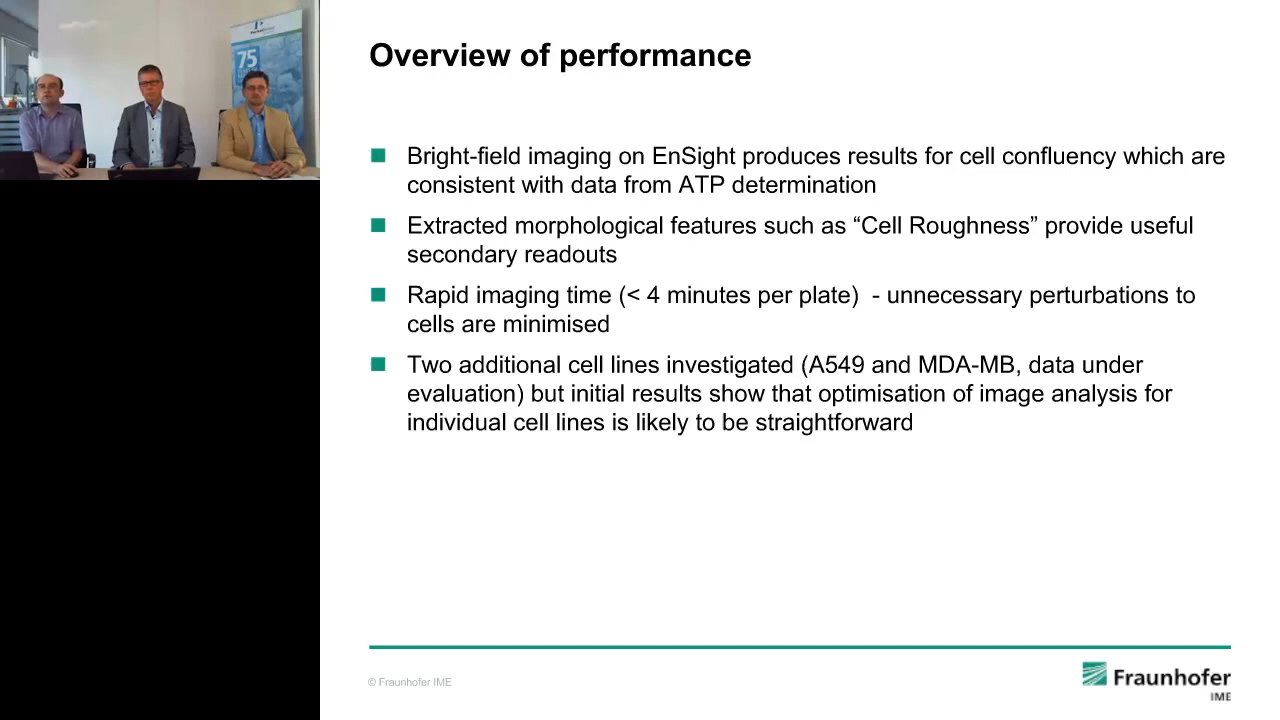 75
Overview of performance
Bright-field imaging on EnSight produces results for cell confluency which are
consistent with data from ATP determination
Extracted morphological features such as “Cell Roughness” provide useful
secondary readouts
Rapid imaging time (< 4 minutes per plate)  - unnecessary perturbations to
cells are minimised
Two additional cell lines investigated (A549 and MDA-MB, data under
evaluation) but initial results show that optimisation of image analysis for
individual cell lines is likely to be straightforward
© Fraunhofer IME
Fraunhofer
IME